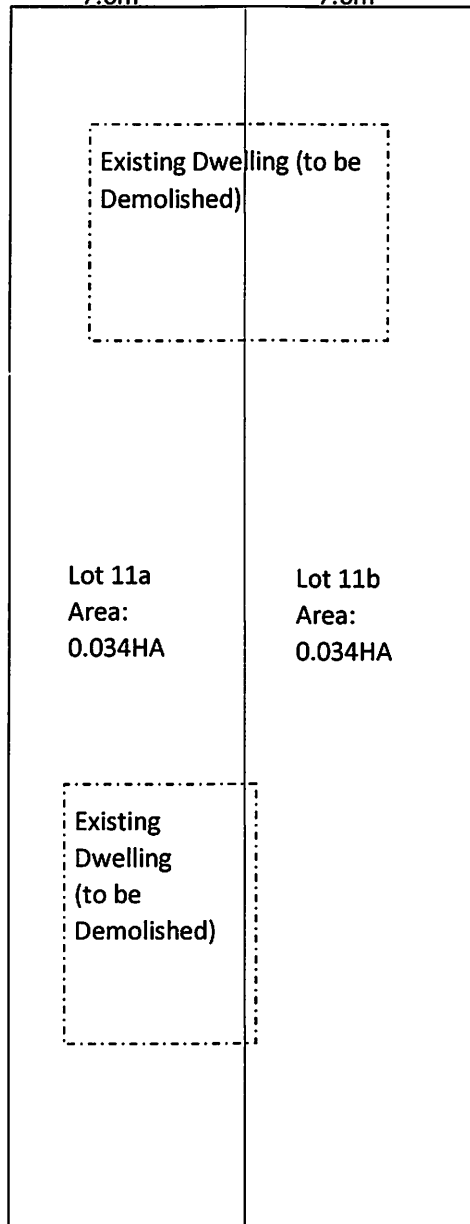 Existing Dwelling (to be
Demolished)
Lot 11a
Area:
0.034HA
Lot 11b
Area:
0.034HA
Existing
Dwelling
(to be
Demolished)